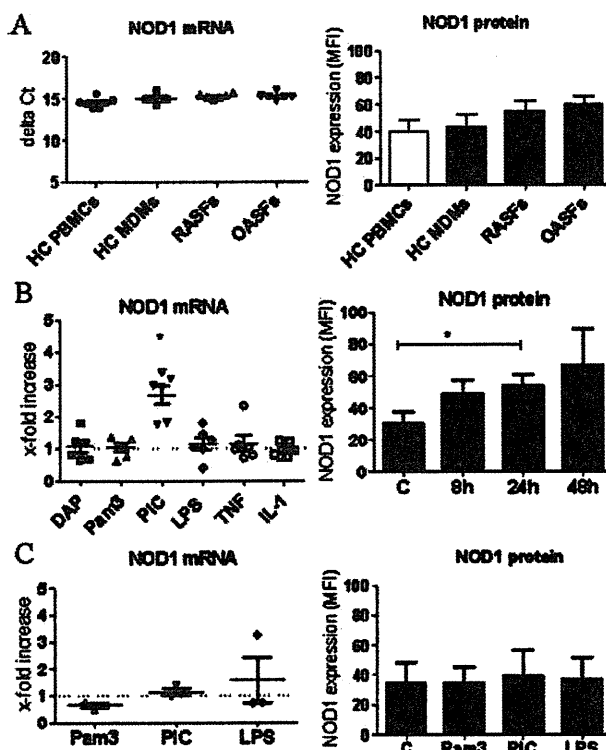 A
NOD1 mRNA
NOD1 protein
delta Ct
20
15
10
5
HC PBMCs
HC MDMs
RASFs
OASFs
NOD1 expression (MFI)
100
80
60
40
20
0
HC PBMCs
HC MDMs
RASFs
OASFs
B
NOD1 mRNA
NOD1 protein
x-fold increase
5
4
3
2
1
0
*
DAP
Pam3
PIC
LPS
TNF
IL-1
NOD1 expression (MFI)
100
80
60
40
20
0
*
C
8h
24h
48h
C
NOD1 mRNA
NOD1 protein
x-fold increase
5
4
3
2
1
0
Pam3
PIC
LPS
NOD1 expression (MFI)
100
80
60
40
20
0
C
Pam3
PIC
LPS